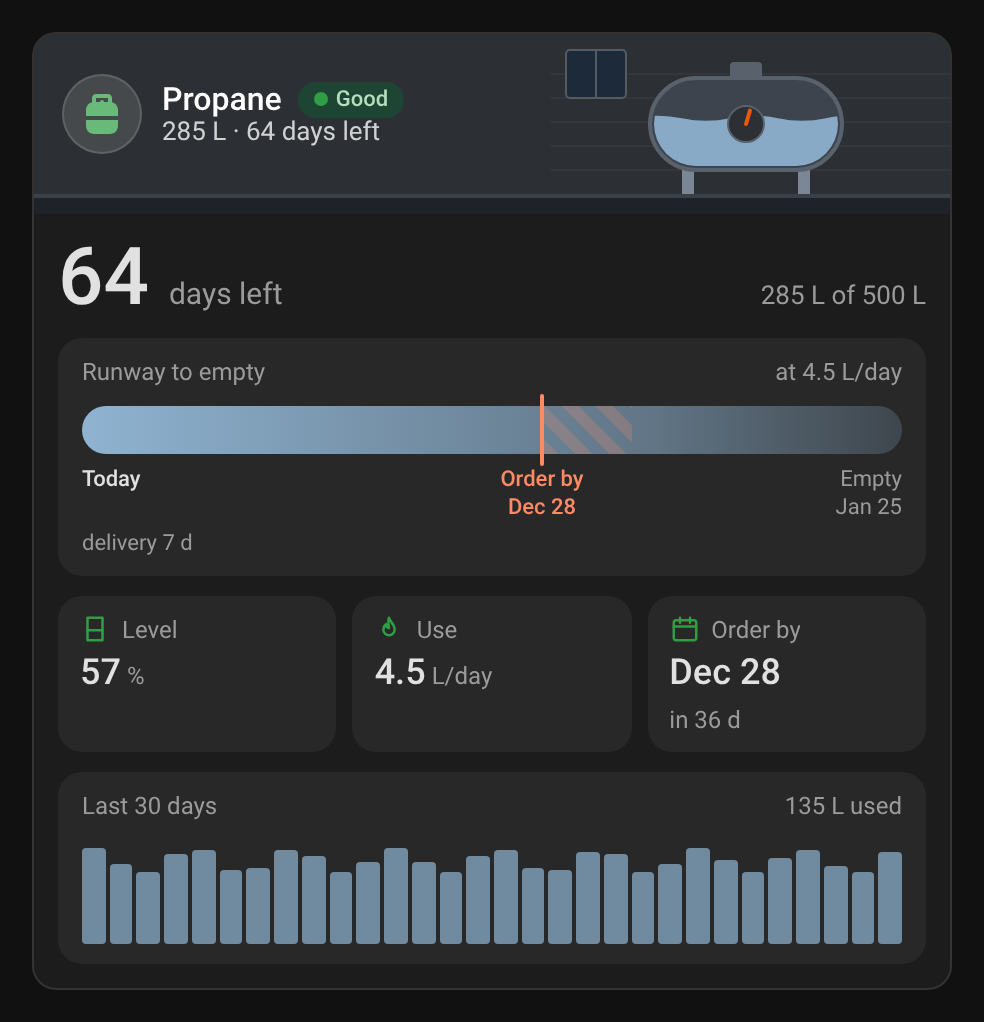 Propane
Good
285 L · 64 days left
64 days left
285 L of 500 L
Runway to empty
at 4.5 L/day
Today
Order by
Dec 28
Empty
Jan 25
delivery 7 d
Level
57 %
Use
4.5 L/day
Order by
Dec 28
in 36 d
Last 30 days
135 L used